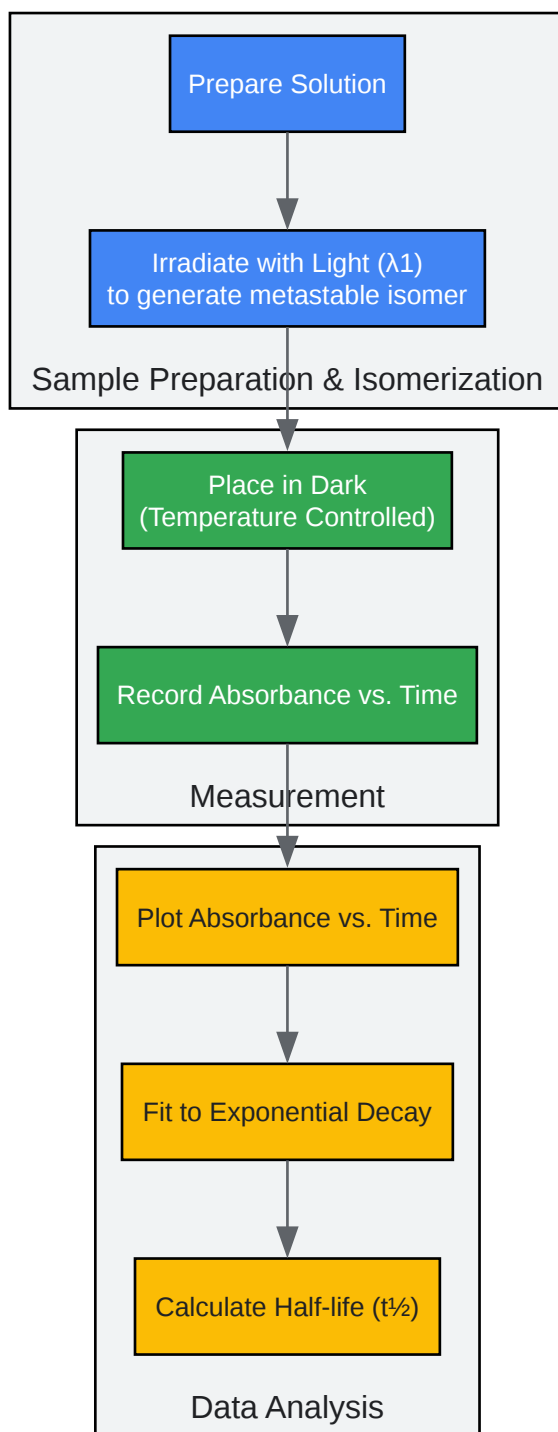 Prepare Solution
Irradiate with Light (λ1)
to generate metastable isomer
Sample Preparation & Isomerization
Place in Dark
(Temperature Controlled)
Record Absorbance vs. Time
Measurement
Plot Absorbance vs. Time
Fit to Exponential Decay
Calculate Half-life (t½)
Data Analysis